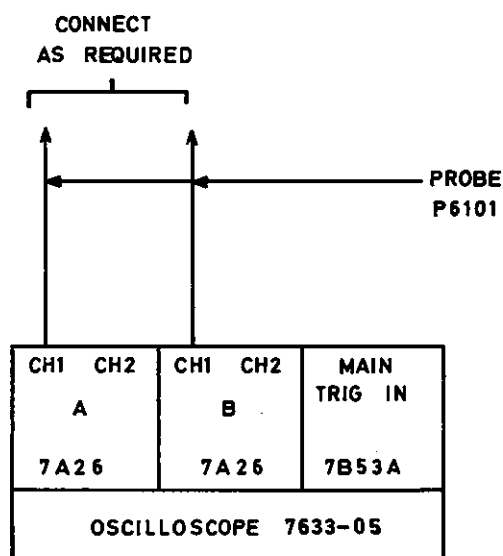 CONNECT
AS REQUIRED
PROBE
P6101
CH1 CH2
A
7A26
CH1 CH2
B
7A26
MAIN
TRIG IN
7B53A
OSCILLOSCOPE 7633-05